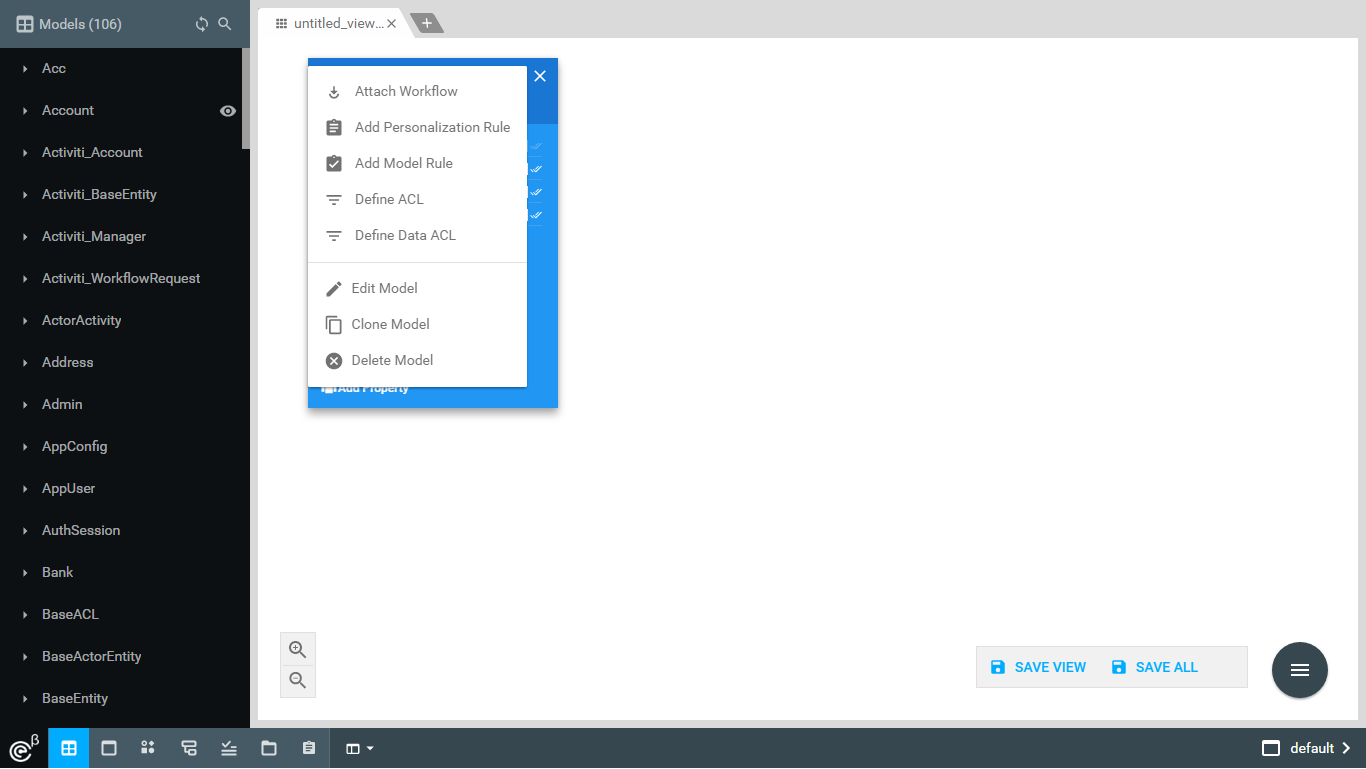 Models (106)
untitled_view...
Acc
Account
Activiti_Account
Activiti_BaseEntity
Activiti_Manager
Activiti_WorkflowRequest
ActorActivity
Address
Admin
AppConfig
AppUser
AuthSession
Bank
BaseACL
BaseActorEntity
BaseEntity
Attach Workflow
Add Personalization Rule
Add Model Rule
Define ACL
Define Data ACL
Edit Model
Clone Model
Delete Model
Add Property
SAVE VIEW
SAVE ALL
β
default